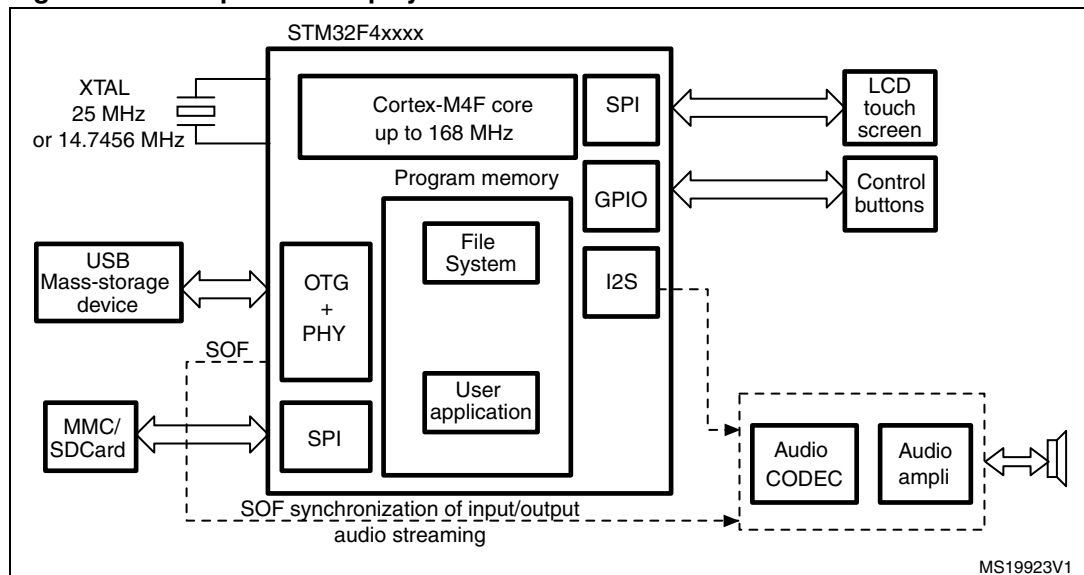 STM32F4xxxx
XTAL
25 MHz
or 14.7456 MHz
Cortex-M4F core
up to 168 MHz
SPI
LCD
touch
screen
Program memory
GPIO
Control
buttons
File
System
I2S
USB
Mass-storage
device
OTG
+
PHY
SOF
User
application
MMC/
SDCard
SPI
Audio
CODEC
Audio
ampli
SOF synchronization of input/output
audio streaming
MS19923V1